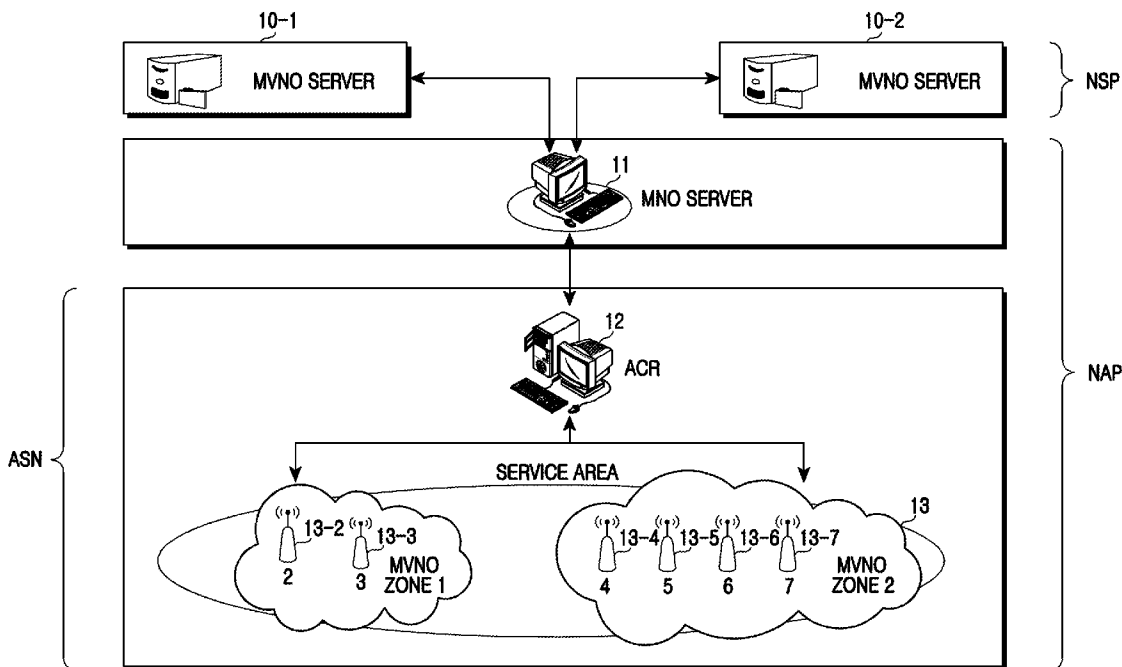 10-1
10-2
MVNO SERVER
MVNO SERVER
NSP
11
MNO SERVER
12
ACR
NAP
ASN
SERVICE AREA
13
13-2
13-3
13-4
13-5
13-6
13-7
MVNO
ZONE 1
MVNO
ZONE 2
2
3
4
5
6
7